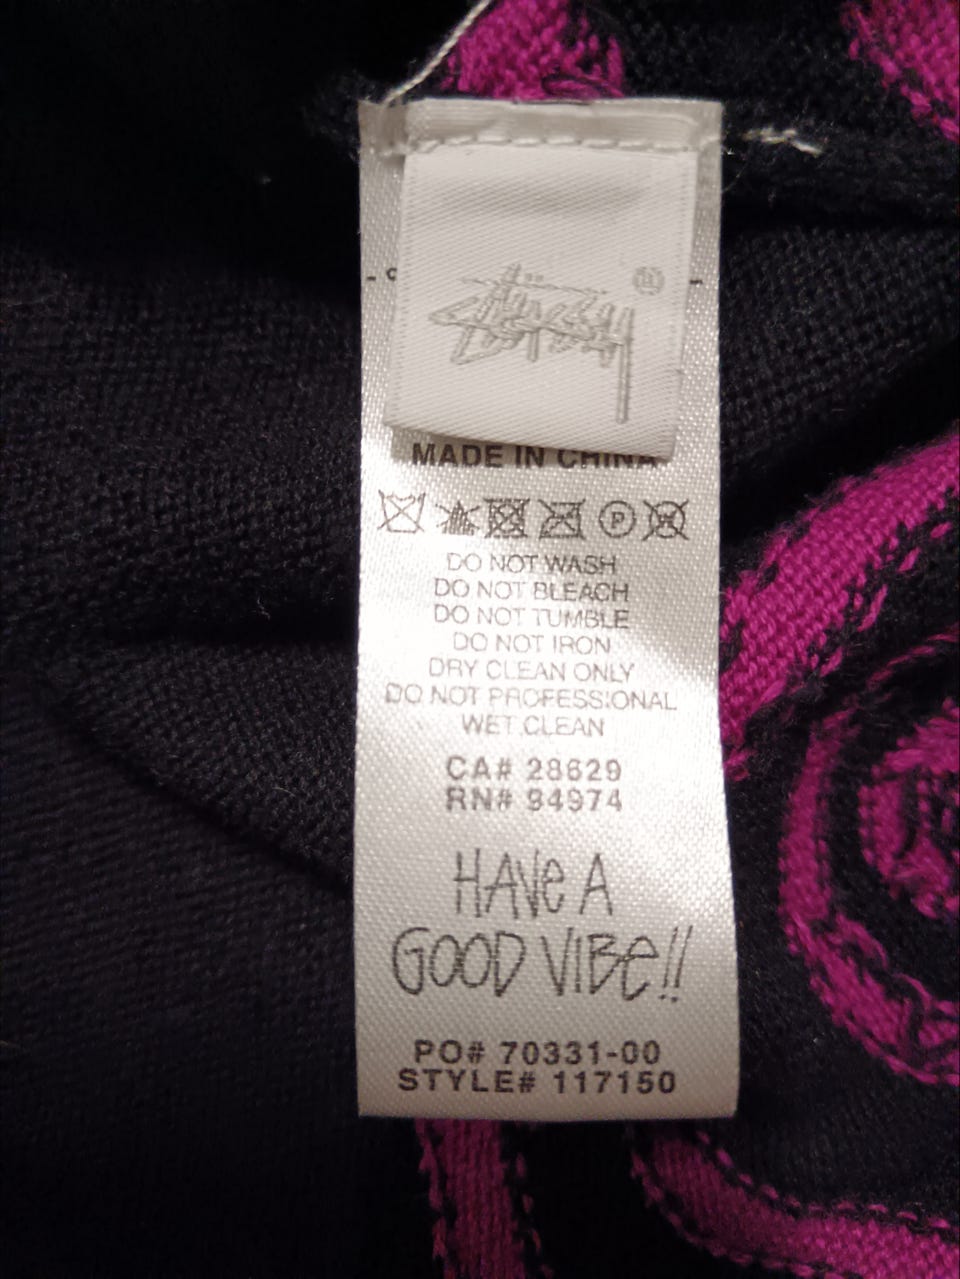 Stüssy ®
MADE IN CHINA
P
DO NOT WASH
DO NOT BLEACH
DO NOT TUMBLE
DO NOT IRON
DRY CLEAN ONLY
DO NOT PROFESSIONAL
WET CLEAN
CA# 28629
RN# 94974
HAVe A
GOOD VIBe!!
PO# 70331-00
STYLE# 117150